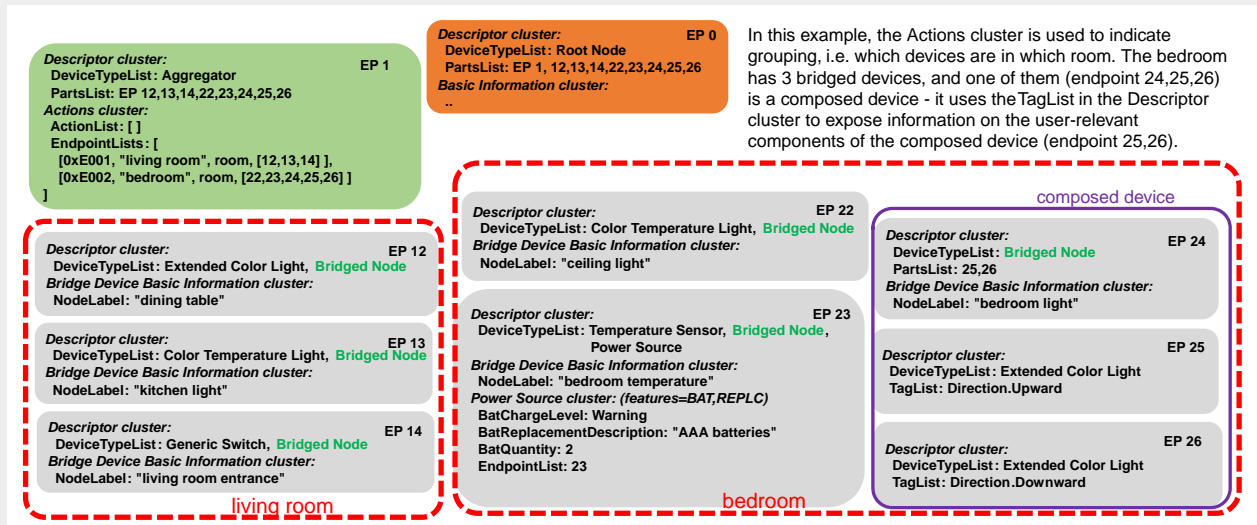 Descriptor cluster: EP 1
DeviceTypeList: Aggregator
PartsList: EP 12,13,14,22,23,24,25,26
Actions cluster:
ActionList: [ ]
EndpointLists: [
[0xE001, "living room", room, [12,13,14] ],
[0xE002, "bedroom", room, [22,23,24,25,26] ]
]
Descriptor cluster: EP 0
DeviceTypeList: Root Node
PartsList: EP 1, 12,13,14,22,23,24,25,26
Basic Information cluster:
..
In this example, the Actions cluster is used to indicate
grouping, i.e. which devices are in which room. The bedroom
has 3 bridged devices, and one of them (endpoint 24,25,26)
is a composed device - it uses the TagList in the Descriptor
cluster to expose information on the user-relevant
components of the composed device (endpoint 25,26).
Descriptor cluster: EP 12
DeviceTypeList: Extended Color Light, Bridged Node
Bridge Device Basic Information cluster:
NodeLabel: "dining table"
Descriptor cluster: EP 13
DeviceTypeList: Color Temperature Light, Bridged Node
Bridge Device Basic Information cluster:
NodeLabel: "kitchen light"
Descriptor cluster: EP 14
DeviceTypeList: Generic Switch, Bridged Node
Bridge Device Basic Information cluster:
NodeLabel: "living room entrance"
living room
Descriptor cluster: EP 22
DeviceTypeList: Color Temperature Light, Bridged Node
Bridge Device Basic Information cluster:
NodeLabel: "ceiling light"
Descriptor cluster: EP 23
DeviceTypeList: Temperature Sensor, Bridged Node,
Power Source
Bridge Device Basic Information cluster:
NodeLabel: "bedroom temperature"
Power Source cluster: (features=BAT,REPLC)
BatChargeLevel: Warning
BatReplacementDescription: "AAA batteries"
BatQuantity: 2
EndpointList: 23
bedroom
composed device
Descriptor cluster: EP 24
DeviceTypeList: Bridged Node
PartsList: 25,26
Bridge Device Basic Information cluster:
NodeLabel: "bedroom light"
Descriptor cluster: EP 25
DeviceTypeList: Extended Color Light
TagList: Direction.Upward
Descriptor cluster: EP 26
DeviceTypeList: Extended Color Light
TagList: Direction.Downward